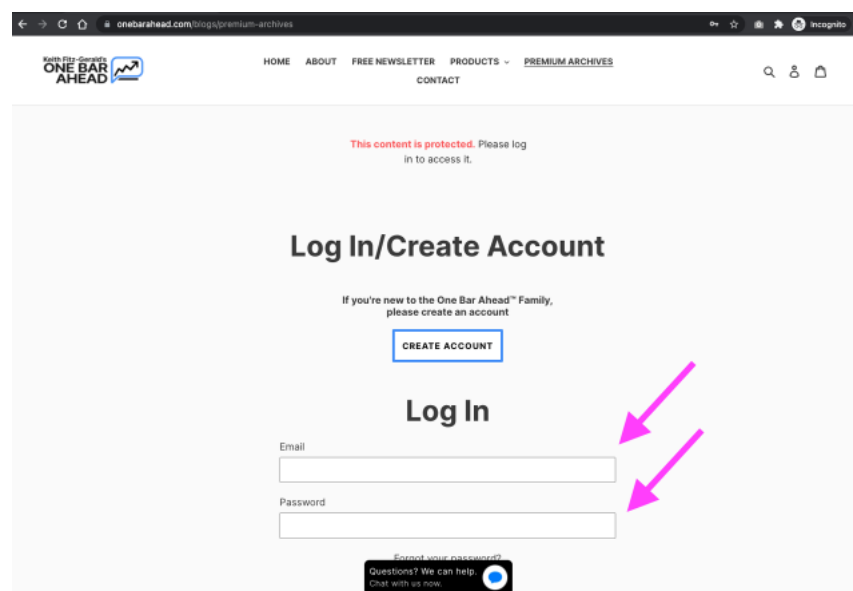 onebarahead.com/blogs/premium-archives
Incognito
Keith Fitz-Gerald's
ONE BAR
AHEAD
HOME ABOUT FREE NEWSLETTER PRODUCTS PREMIUM ARCHIVES
CONTACT
This content is protected. Please log
in to access it.
Log In/Create Account
If you're new to the One Bar Ahead™ Family,
please create an account
CREATE ACCOUNT
Log In
Email
Password
Forgot your password?
Questions? We can help.
Chat with us now.